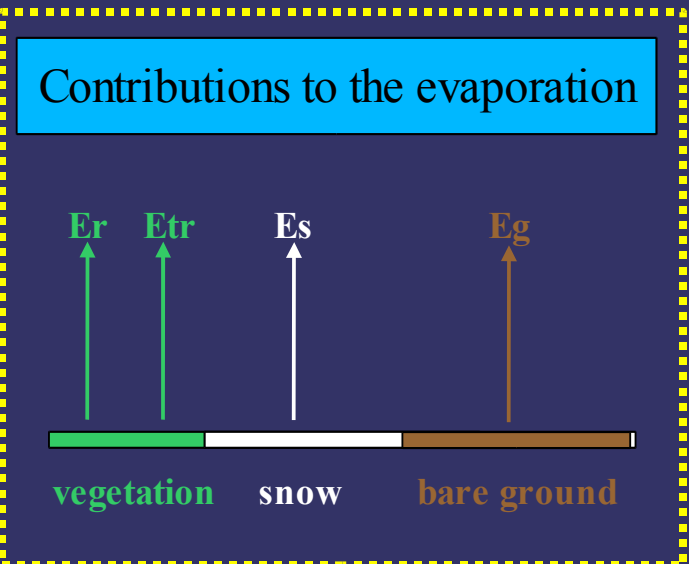 Contributions to the evaporation
Er Etr Es Eg
vegetation snow bare ground